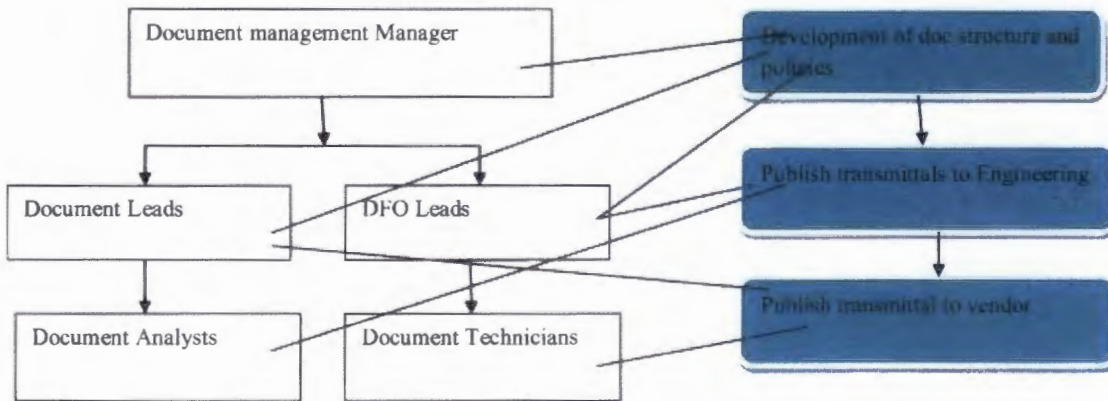 Document management Manager
Development of doc structure and
policies
Document Leads
DFO Leads
Publish transmittals to Engineering
Document Analysts
Document Technicians
Publish transmittal to vendor